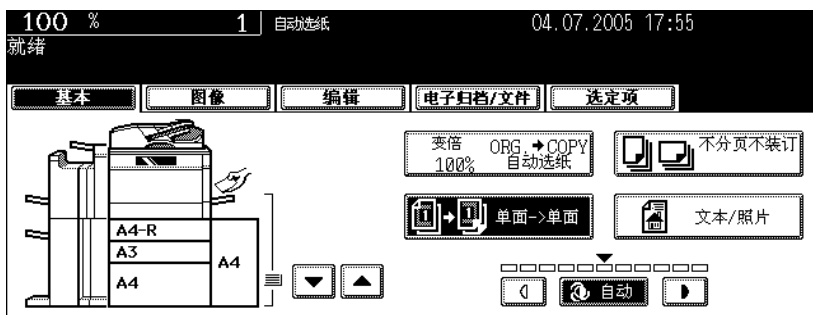 100 % 1 自动选纸 04.07.2005 17:55
就绪
基本 图像 编辑 电子归档/文件 选定项
变倍 ORG.→COPY
100% 自动选纸
不分页不装订
1→1 单面->单面
文本/照片
A4-R
A3
A4
A4
自动